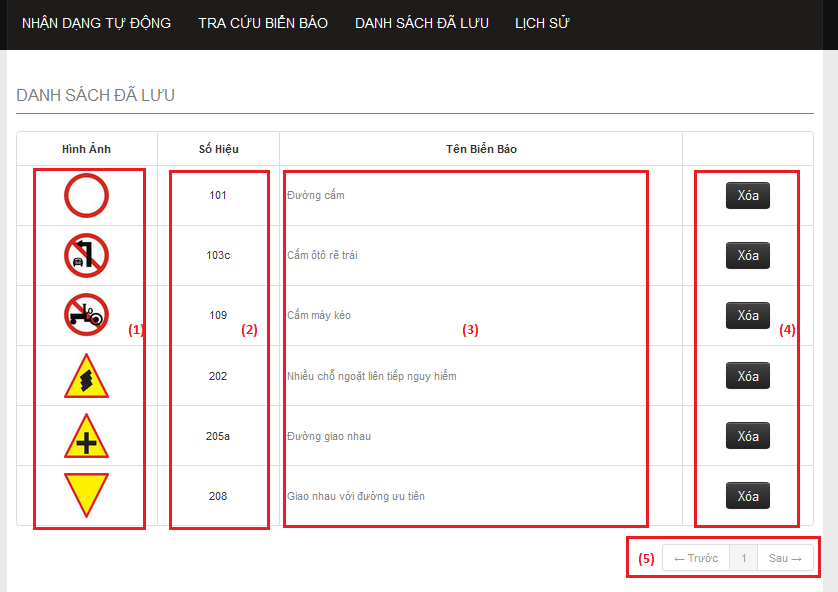 NHẬN DẠNG TỰ ĐỘNG TRA CỨU BIỂN BÁO DANH SÁCH ĐÃ LƯU LỊCH SỬ
DANH SÁCH ĐÃ LƯU
Hình Ảnh Số Hiệu Tên Biển Báo
101 Đường cấm Xóa
103c Cấm ôtô rẽ trái Xóa
109 Cấm máy kéo Xóa
(1) (2) (3) (4)
202 Nhiều chỗ ngoặt liên tiếp nguy hiểm Xóa
205a Đường giao nhau Xóa
208 Giao nhau với đường ưu tiên Xóa
(5) ← Trước 1 Sau →